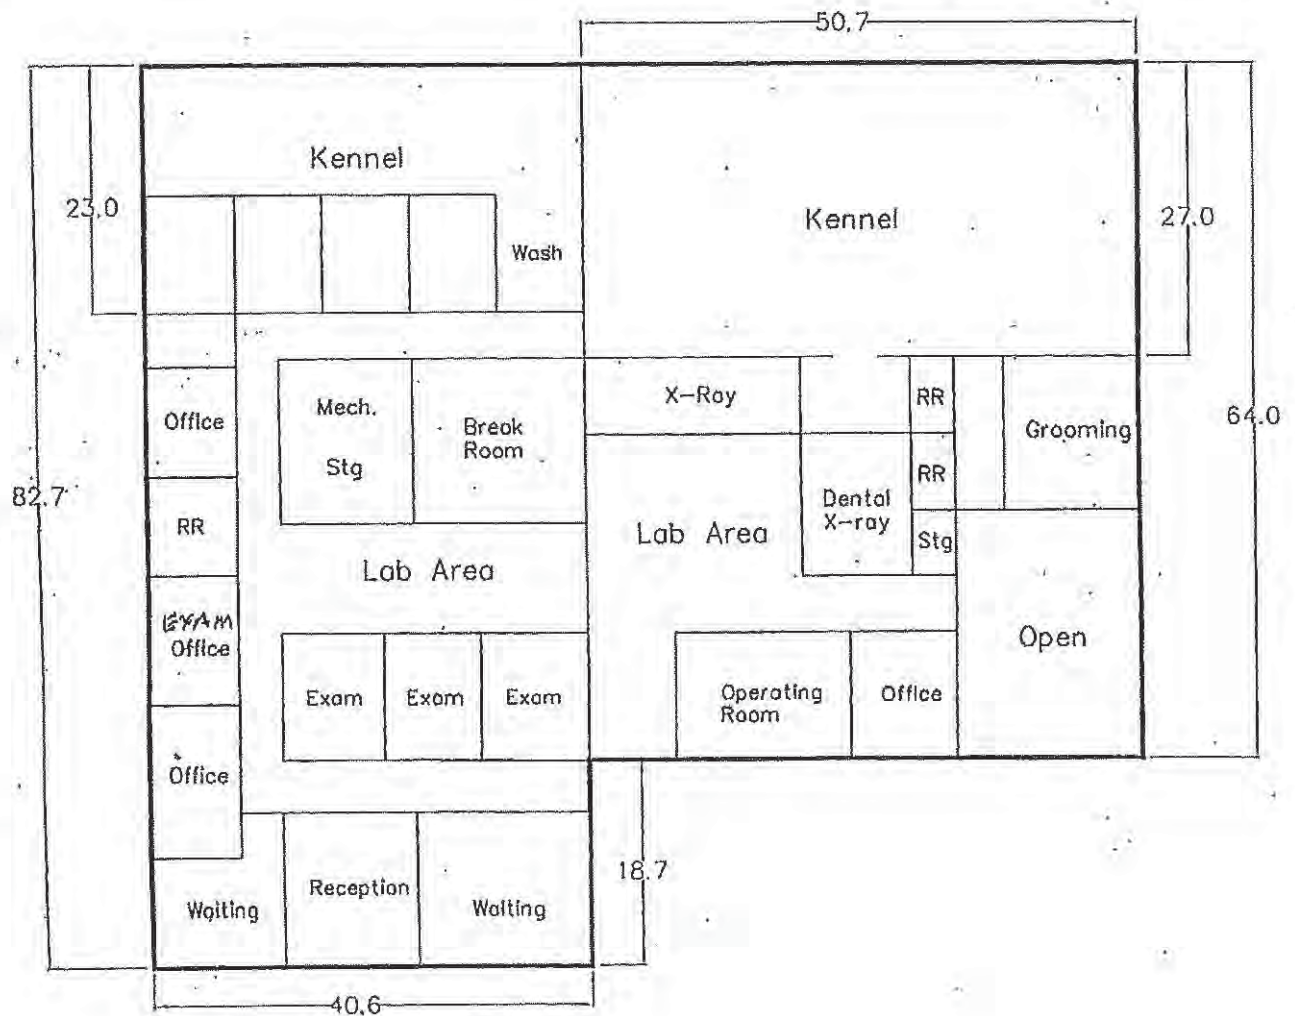 50.7
Kennel
23.0
Kennel
27.0
Wash
Mech.
Stg
Break
Room
X-Ray
RR
Grooming
64.0
Office
82.7
RR
Dental
X-ray
RR
Stg
Lab Area
Lab Area
EXAM
Office
Open
Exam
Exam
Exam
Operating
Room
Office
Office
18.7
Waiting
Reception
Waiting
40.6